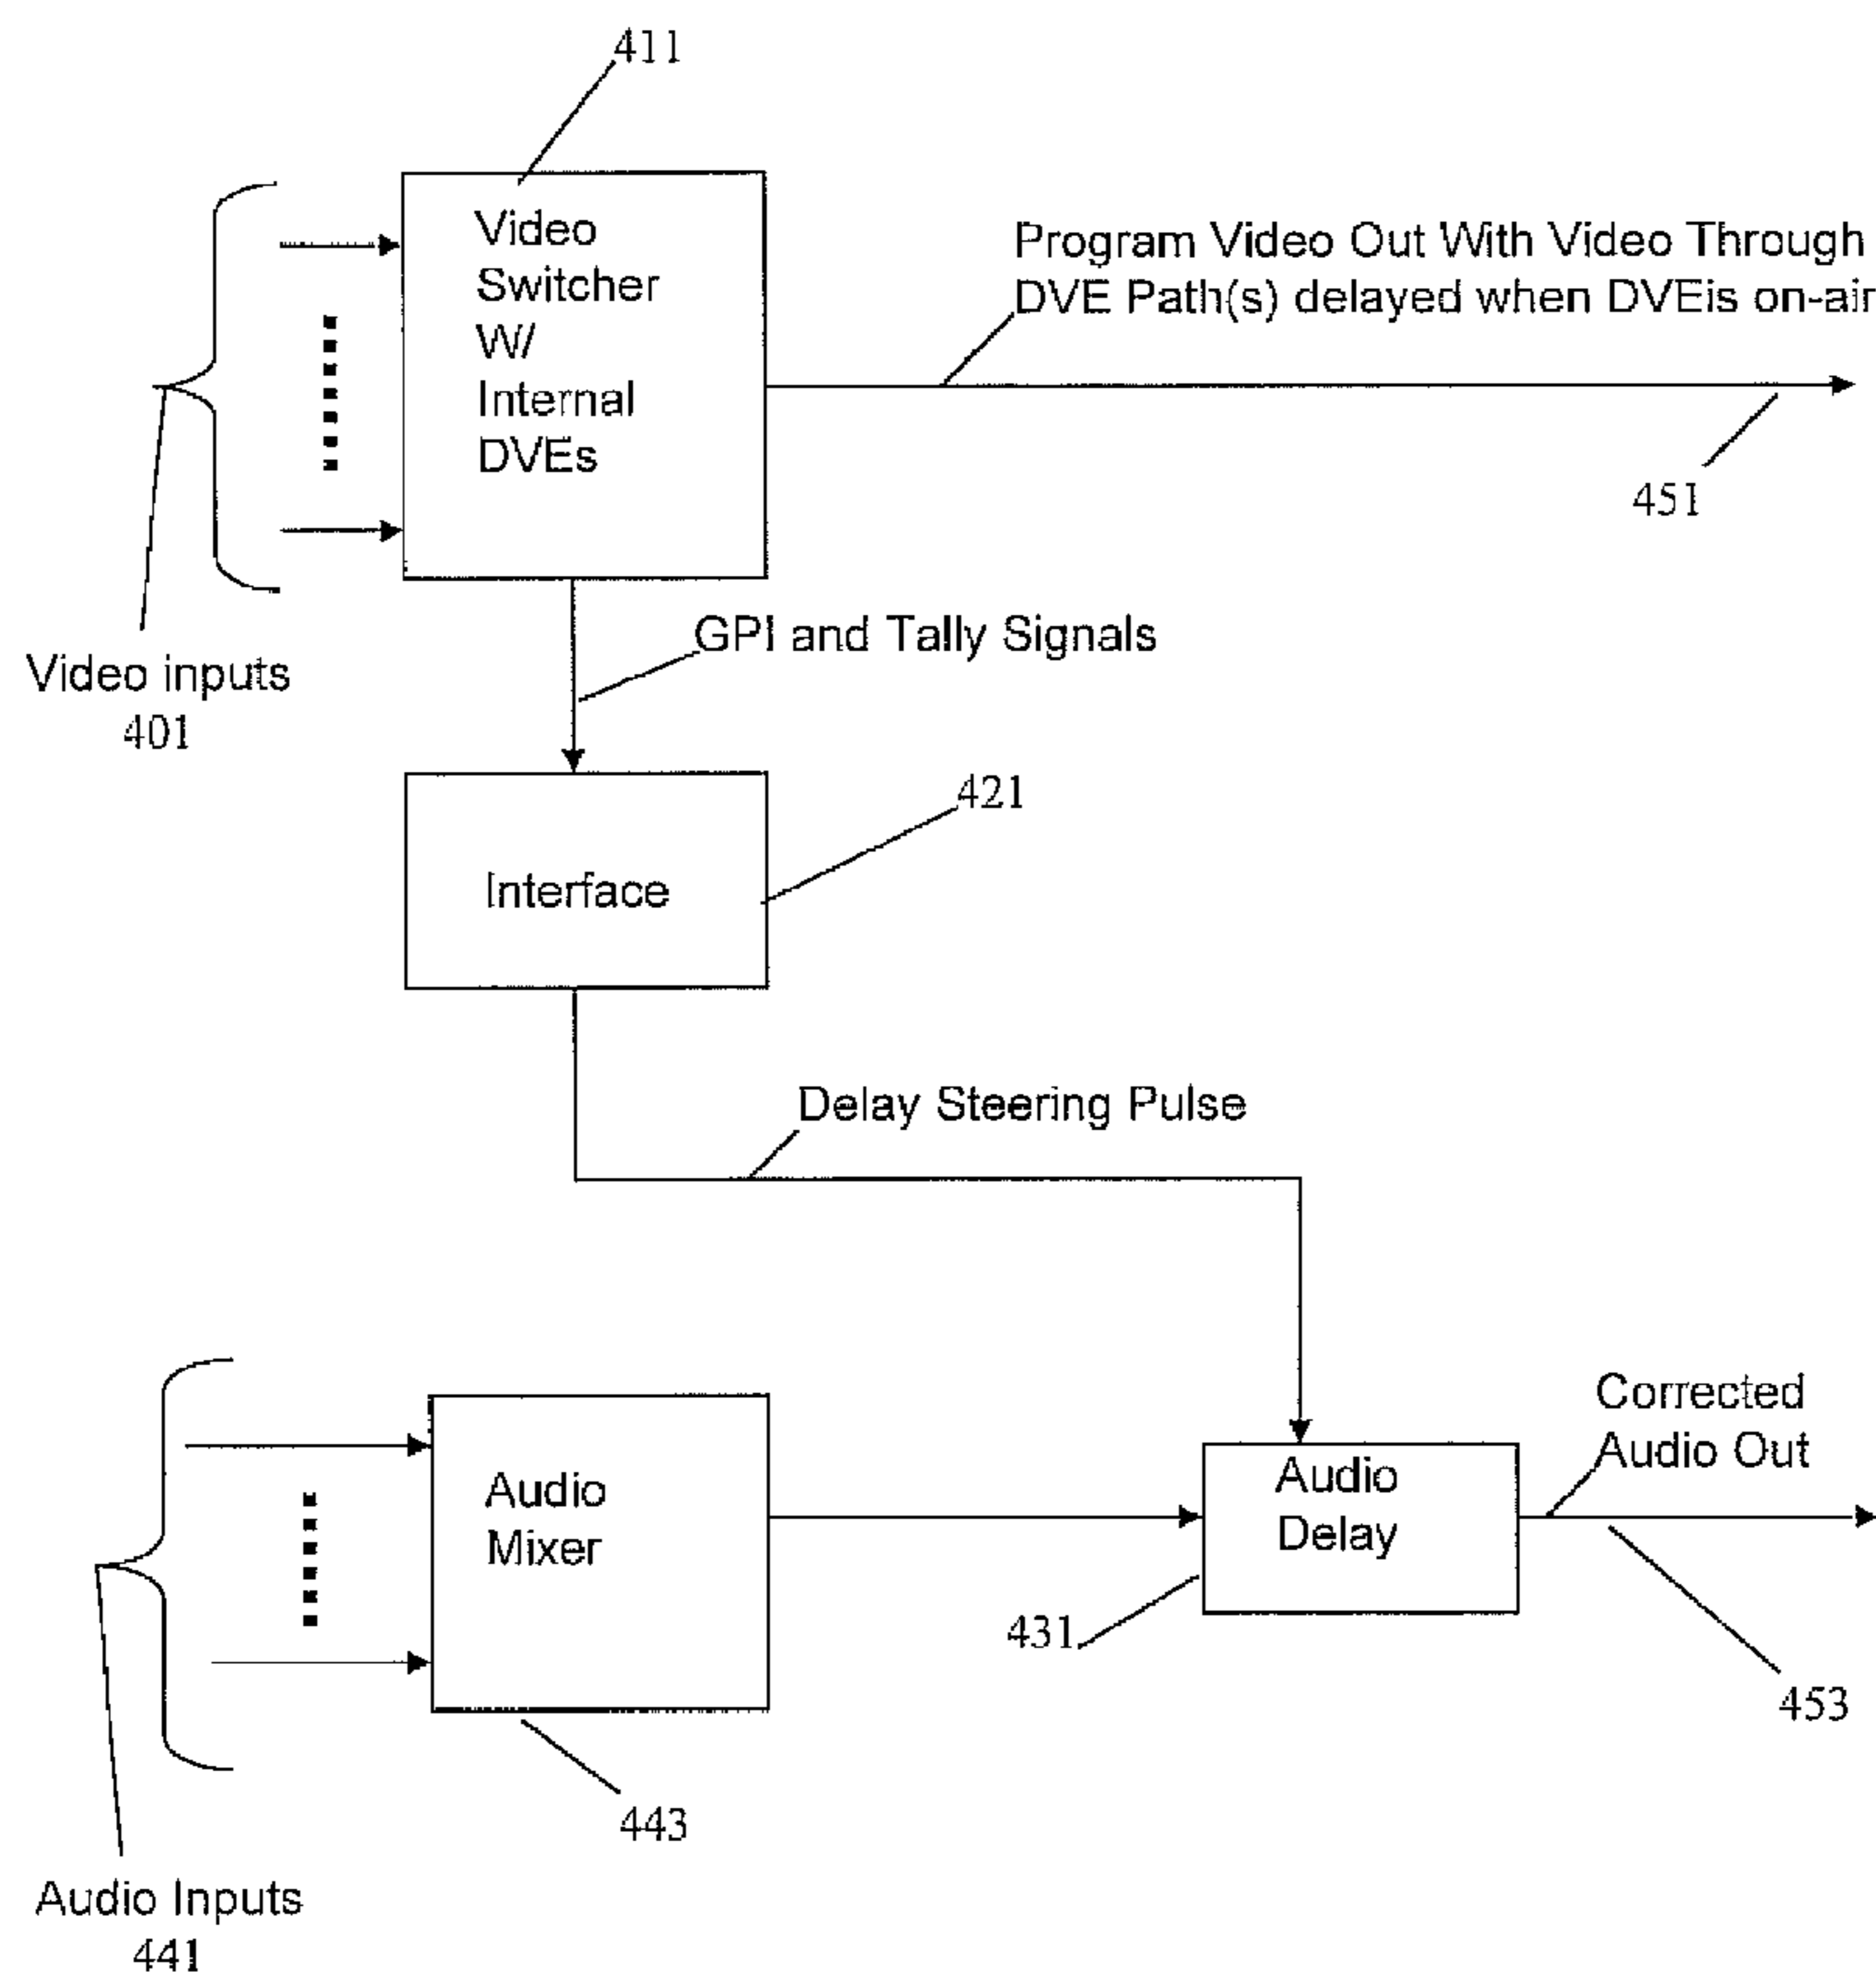 411
Video
Switcher
W/
Internal
DVEs
Program Video Out With Video Through
DVE Path(s) delayed when DVEis on-air
451
Video inputs
401
GPI and Tally Signals
421
Interface
Delay Steering Pulse
Audio
Mixer
443
Audio
Delay
431
Corrected
Audio Out
453
Audio Inputs
441